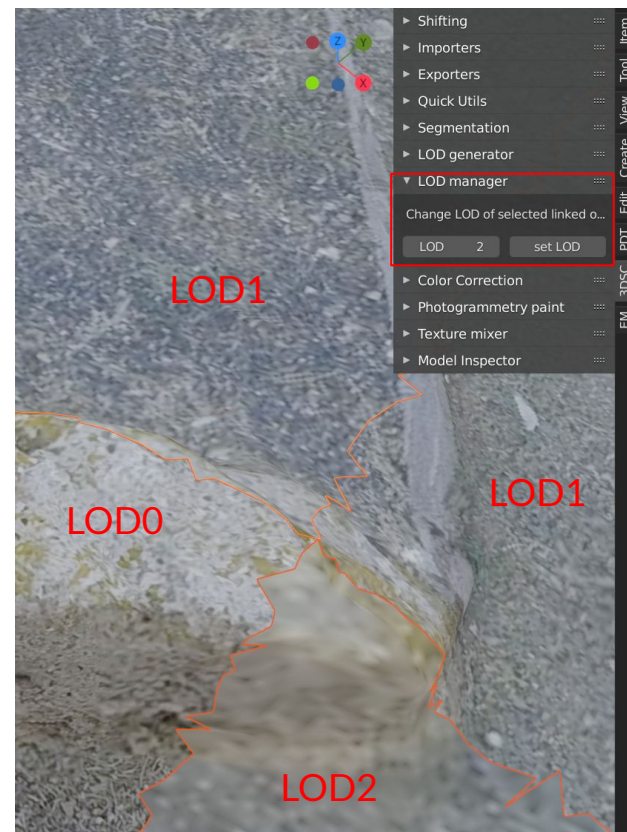 Z
Y
X
Shifting
Importers
Exporters
Quick Utils
Segmentation
LOD generator
LOD manager
Change LOD of selected linked o...
LOD 2 set LOD
Color Correction
Photogrammetry paint
Texture mixer
Model Inspector
Item
Tool
View
Create
Edit
PDT
3DSC
EM
LOD1
LOD1
LOD0
LOD2